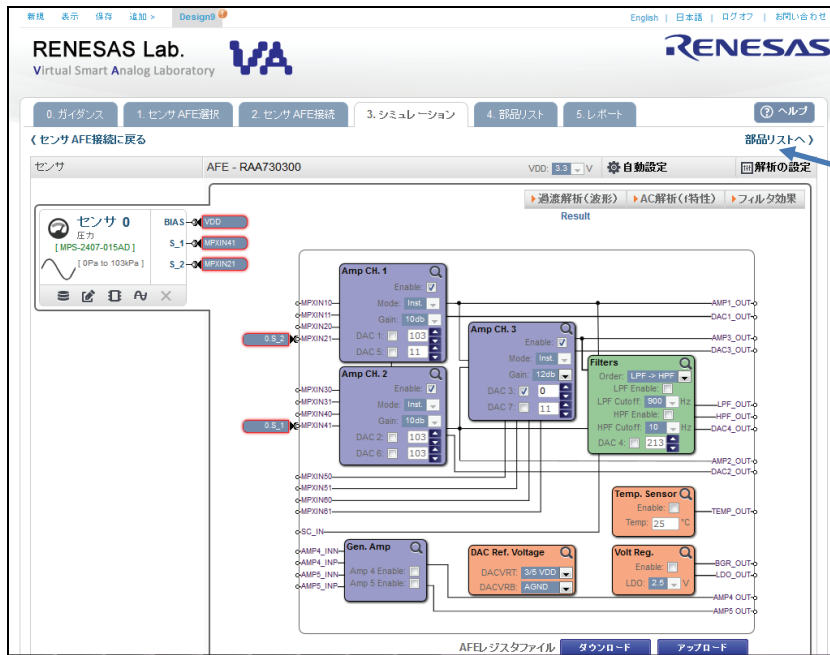 新規 表示 保存 追加 > Design9
English | 日本語 | ログオフ | お問い合わせ
RENESAS Lab.
Virtual Smart Analog Laboratory
VA
RENESAS
0. ガイダンス 1. センサAFE選択 2. センサAFE接続 3. シミュレーション 4. 部品リスト 5. レポート ? ヘルプ
《 センサAFE接続に戻る 部品リストへ 》
センサ AFE - RAA730300 VDD: 3.3 V 自動設定 解析の設定
過渡解析(波形) AC解析(f特性) フィルタ効果
Result
センサ 0
圧力
[ MPS-2407-015AD ]
[ 0Pa to 103kPa ]
BIAS VDD
S_1 MPXIN41
S_2 MPXIN21
Amp CH. 1
Enable:
Mode: Inst.
Gain: 10db
DAC 1: 103
DAC 5: 11
MPXIN10
MPXIN11
MPXIN20
0.S_2 MPXIN21
Amp CH. 2
Enable:
Mode: Inst.
Gain: 10db
DAC 2: 103
DAC 6: 103
MPXIN30
MPXIN31
MPXIN40
0.S_1 MPXIN41
Amp CH. 3
Enable:
Mode: Inst.
Gain: 12db
DAC 3: 0
DAC 7: 11
Filters
Order: LPF -> HPF
LPF Enable:
LPF Cutoff: 900 Hz
HPF Enable:
HPF Cutoff: 10 Hz
DAC 4: 213
AMP1_OUT
DAC1_OUT
AMP3_OUT
DAC3_OUT
LPF_OUT
HPF_OUT
DAC4_OUT
AMP2_OUT
DAC2_OUT
MPXIN50
MPXIN51
MPXIN60
MPXIN61
SC_IN
Temp. Sensor
Enable:
Temp: 25 °C
TEMP_OUT
AMP4_INN
AMP4_INP
AMP5_INN
AMP5_INP
Gen. Amp
Amp 4 Enable:
Amp 5 Enable:
DAC Ref. Voltage
DACVRT: 3/5 VDD
DACVRB: AGND
Volt Reg.
Enable:
LDO: 2.5 V
BGR_OUT
LDO_OUT
AMP4 OUT
AMP5 OUT
AFEレジスタファイル ダウンロード アップロード